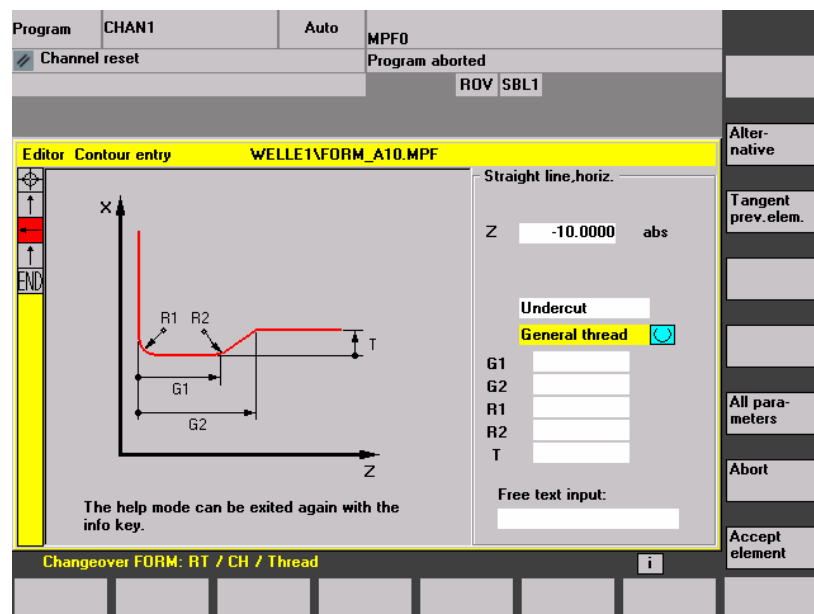 Program
CHAN1
Auto
MPF0
Channel reset
Program aborted
ROV SBL1
Editor Contour entry WELLE1\FORM_A10.MPF
END
X
R1 R2
T
G1
G2
Z
The help mode can be exited again with the
info key.
Straight line,horiz.
Z -10.0000 abs
Undercut
General thread
G1
G2
R1
R2
T
Free text input:
Changeover FORM: RT / CH / Thread
i
Alter-
native
Tangent
prev.elem.
All para-
meters
Abort
Accept
element